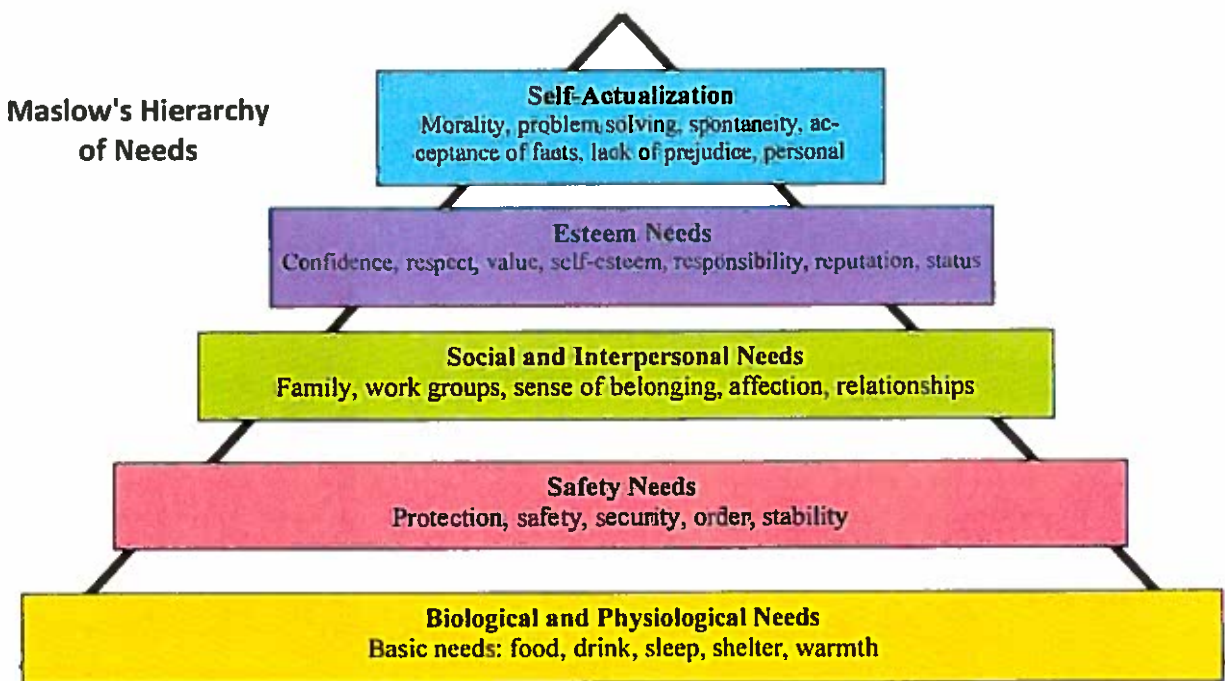 Maslow's Hierarchy
of Needs
Self-Actualization
Morality, problem solving, spontaneity, ac-
ceptance of facts, lack of prejudice, personal
Esteem Needs
Confidence, respect, value, self-esteem, responsibility, reputation, status
Social and Interpersonal Needs
Family, work groups, sense of belonging, affection, relationships
Safety Needs
Protection, safety, security, order, stability
Biological and Physiological Needs
Basic needs: food, drink, sleep, shelter, warmth